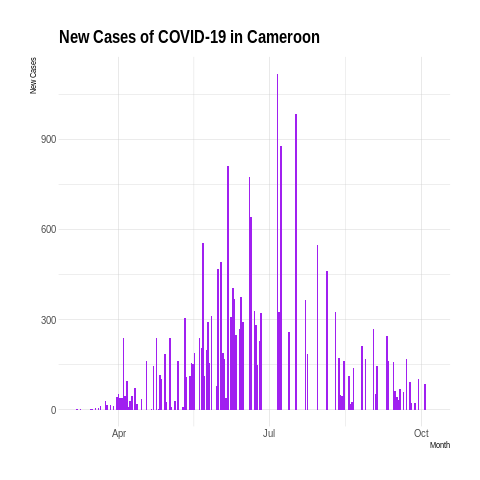 New Cases of COVID-19 in Cameroon
New Cases
900
600
300
0
Apr
Jul
Oct
Month